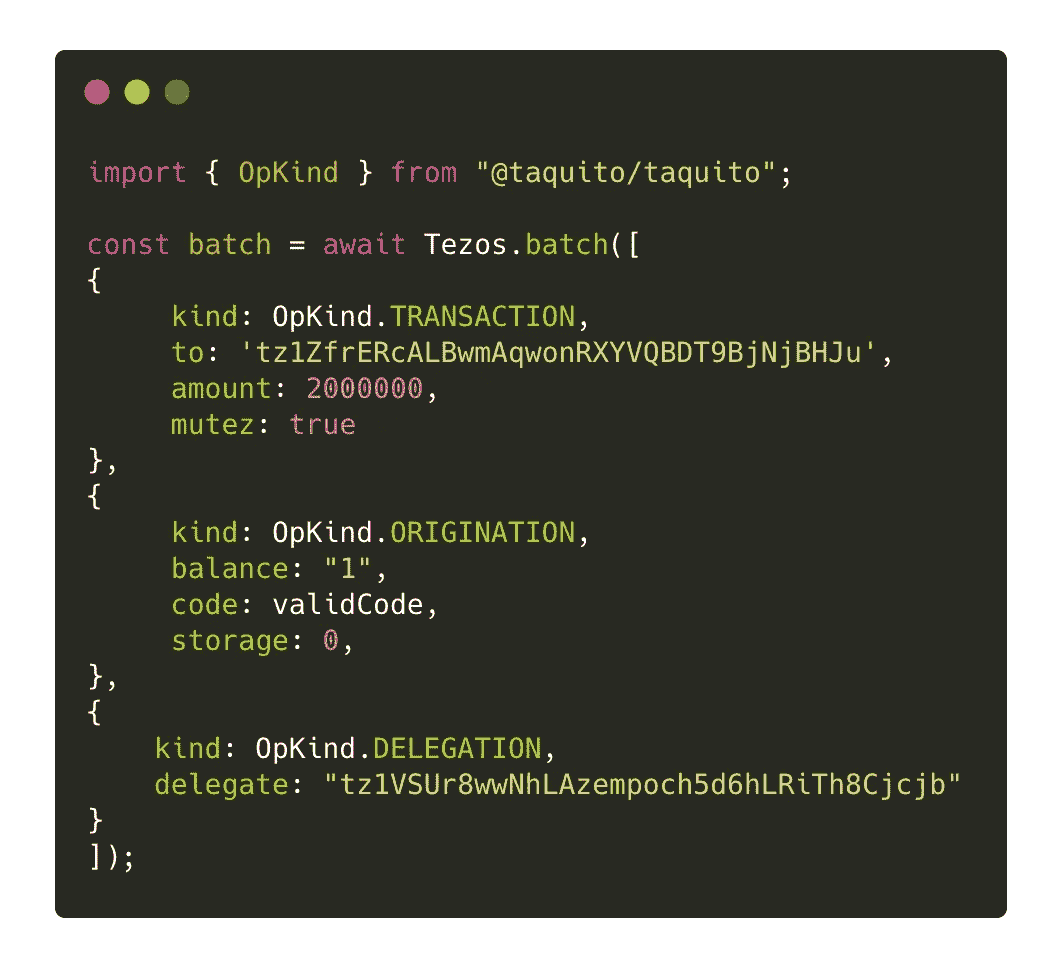 import { OpKind } from "@taquito/taquito";
const batch = await Tezos.batch([
{
kind: OpKind.TRANSACTION,
to: 'tz1ZfrERcALBwmAqwonRXYVQBDT9BjNjBHJu',
amount: 2000000,
mutez: true
},
{
kind: OpKind.ORIGINATION,
balance: "1",
code: validCode,
storage: 0,
},
{
kind: OpKind.DELEGATION,
delegate: "tz1VSUr8wwNhLAzempoch5d6hLRiTh8Cjcjb"
}
]);